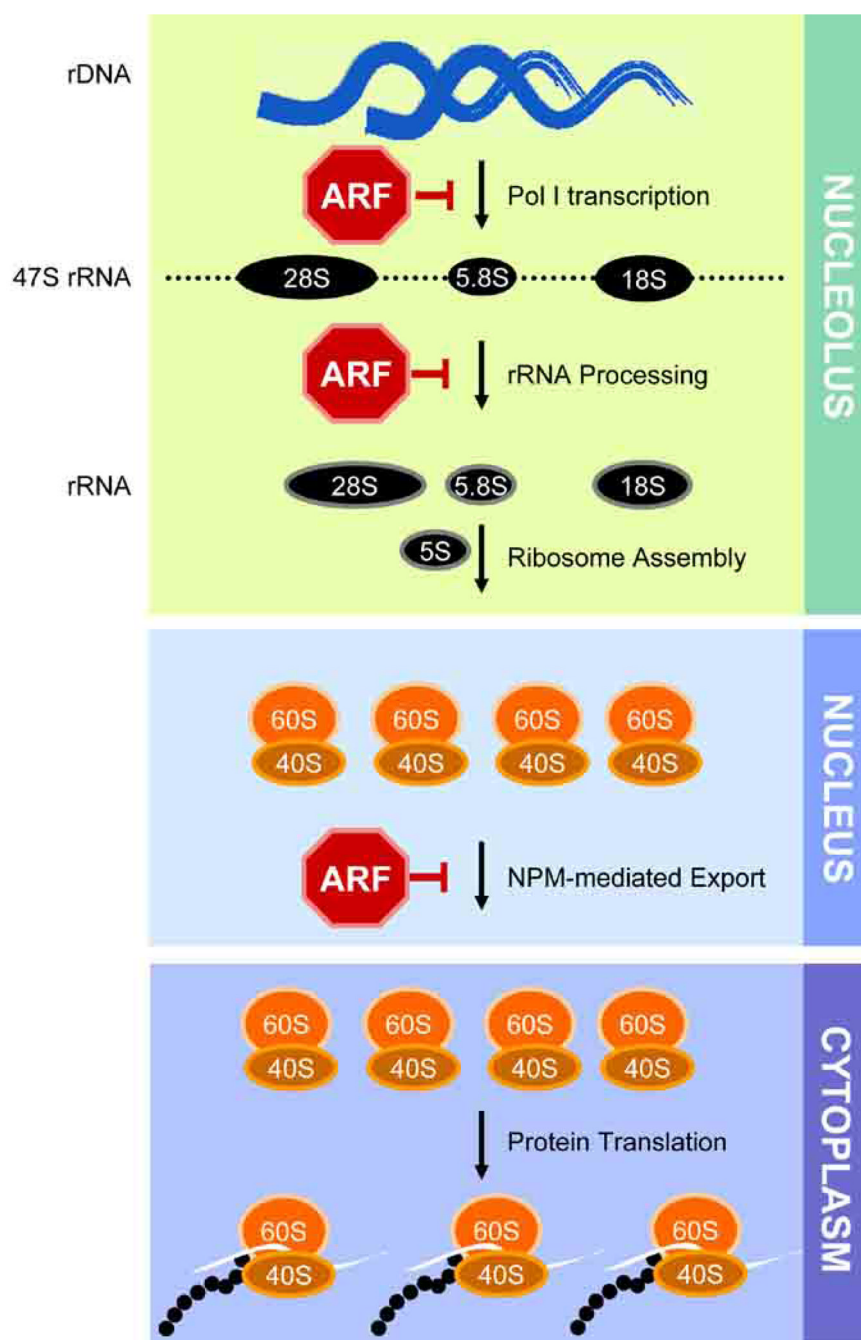 rDNA
ARF
Pol I transcription
47S rRNA
28S
5.8S
18S
ARF
rRNA Processing
rRNA
28S
5.8S
18S
5S
Ribosome Assembly
NUCLEOLUS
60S
60S
60S
60S
40S
40S
40S
40S
ARF
NPM-mediated Export
NUCLEUS
60S
60S
60S
60S
40S
40S
40S
40S
Protein Translation
60S
60S
60S
40S
40S
40S
CYTOPLASM